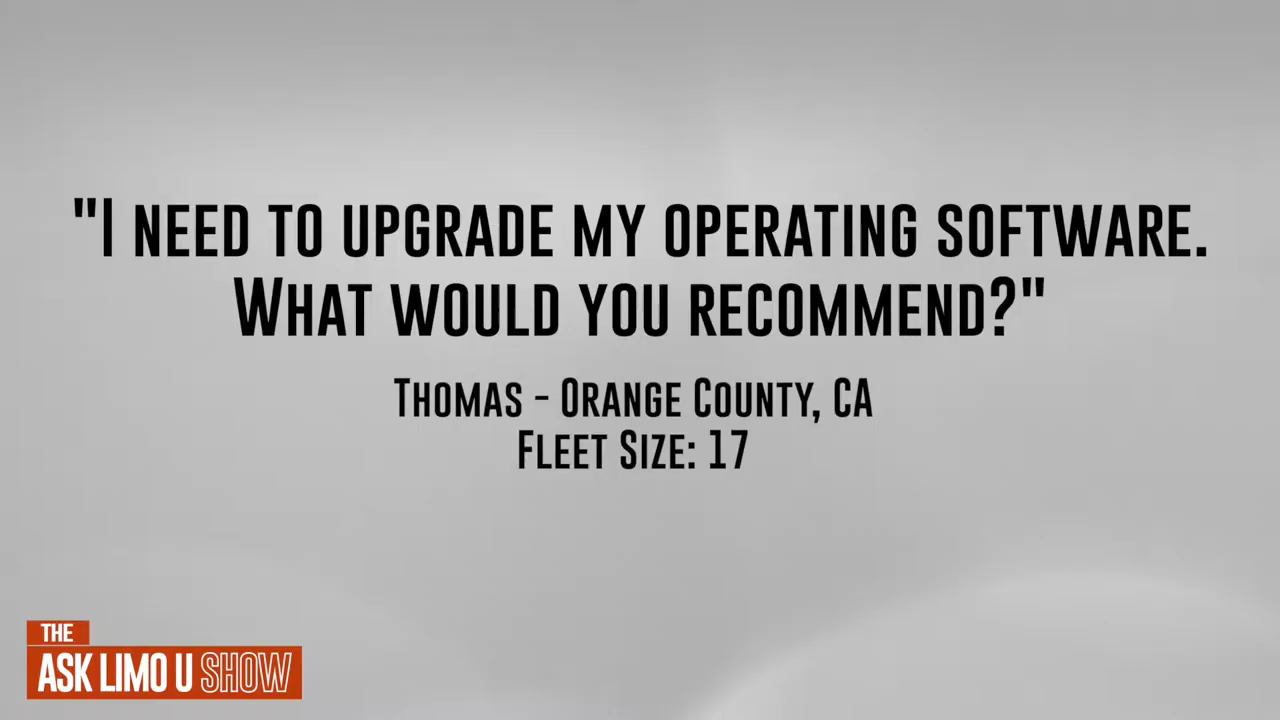 "I NEED TO UPGRADE MY OPERATING SOFTWARE.
WHAT WOULD YOU RECOMMEND?"
THOMAS - ORANGE COUNTY, CA
FLEET SIZE: 17
THE
ASK LIMO U SHOW